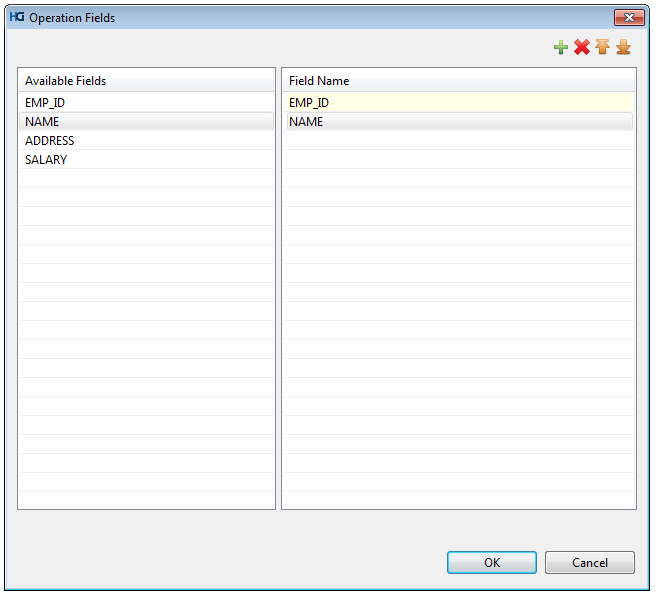 HG Operation Fields
Available Fields
EMP_ID
NAME
ADDRESS
SALARY
Field Name
EMP_ID
NAME
OK
Cancel